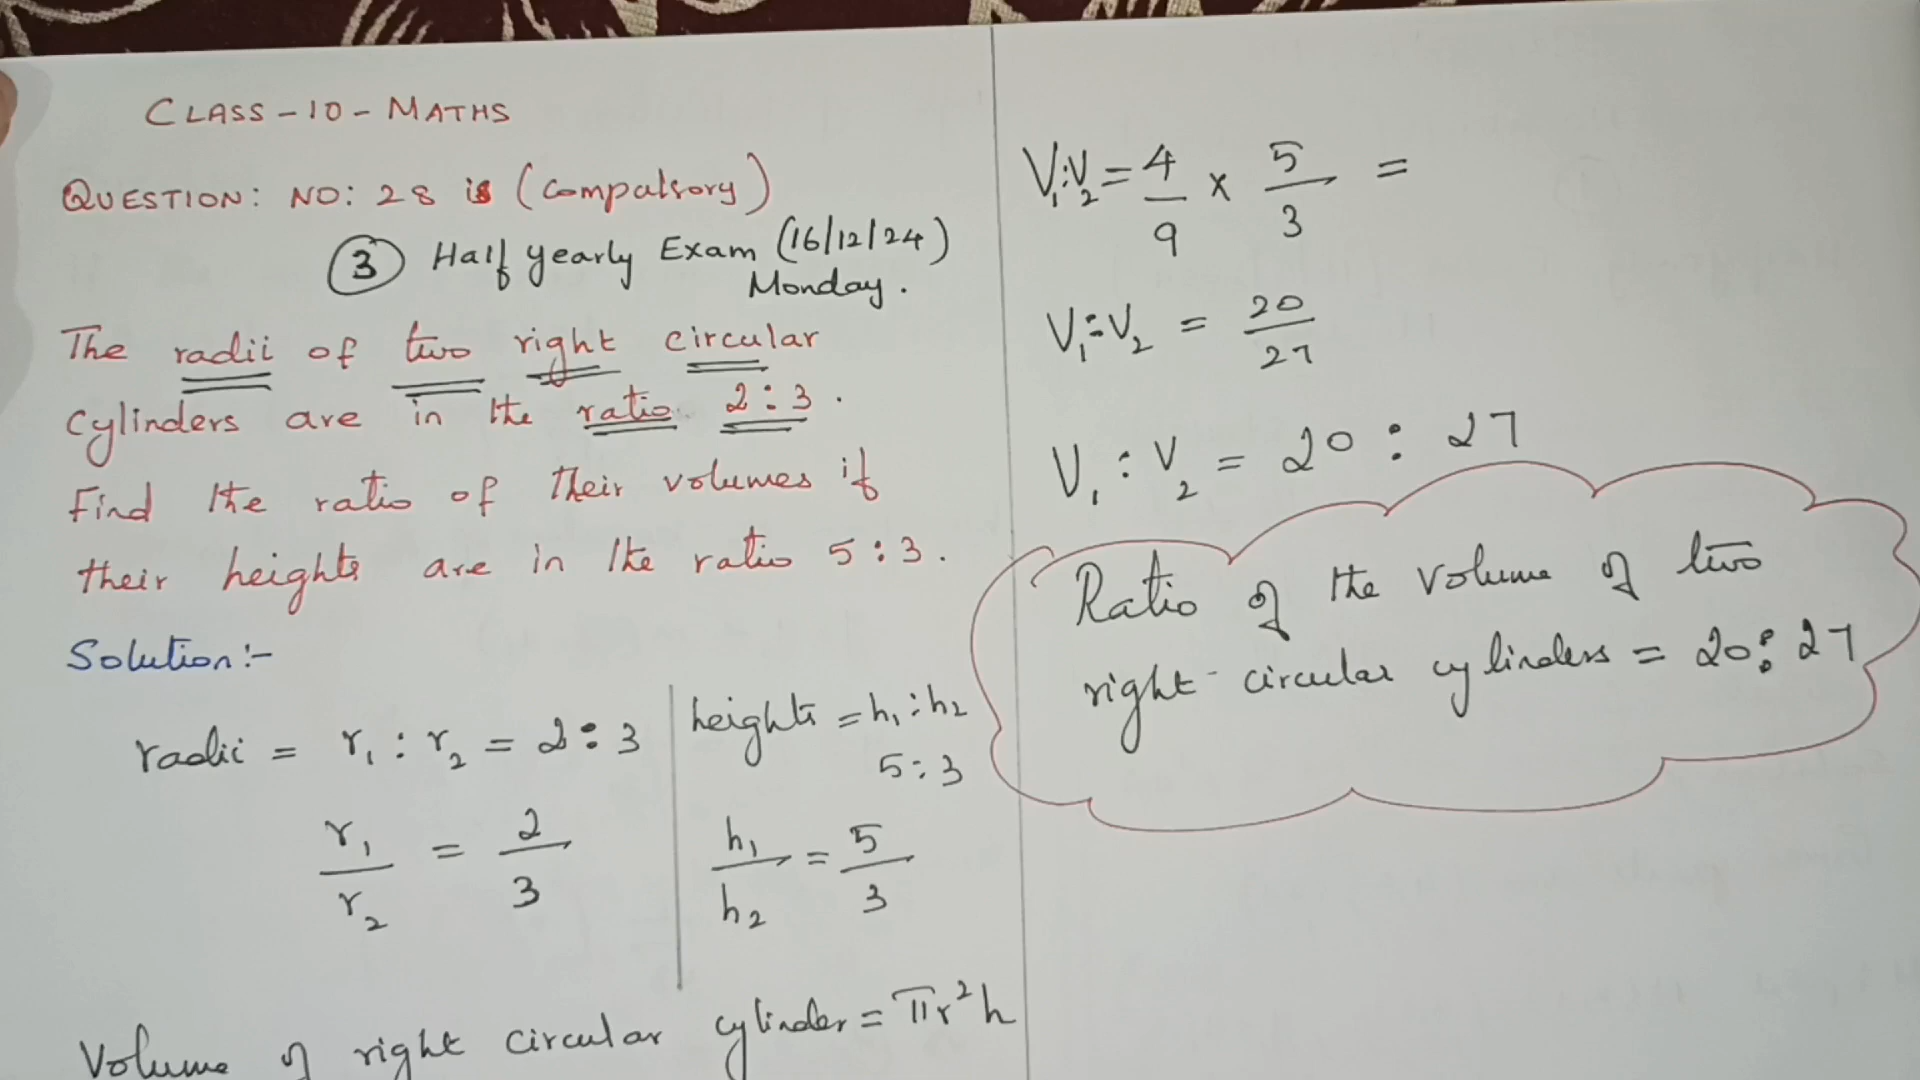 CLASS - 10 - MATHS
QUESTION: NO: 28 is (Compulsory)
3 Half yearly Exam (16/12/24)
Monday.
The radii of two right circular
cylinders are in the ratio 2:3.
Find the ratio of their volumes if
their heights are in the ratio 5:3.
Solution:-
radii = r₁ : r₂ = 2:3
r₁/r₂ = 2/3
heights = h₁:h₂
5:3
h₁/h₂ = 5/3
Volume of right circular cylinder = πr²h
V₁:V₂ = 4/9 × 5/3 =
V₁:V₂ = 20/27
V₁ : V₂ = 20 : 27
Ratio of the volume of two
right circular cylinders = 20:27